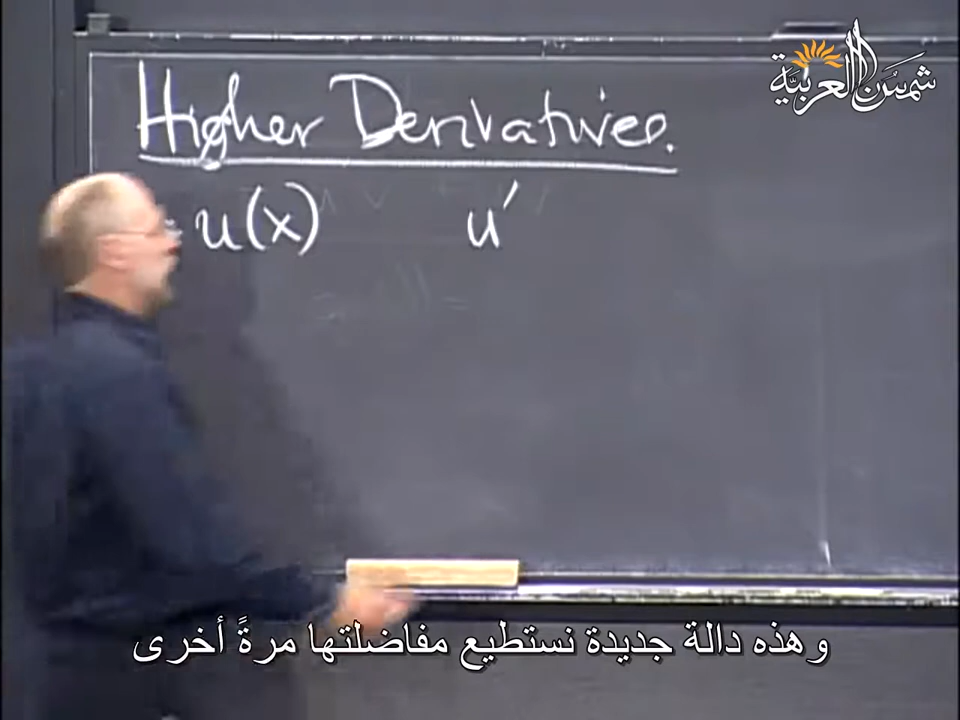 شمس العربية
Higher Derivatives.
u(x) u'
وهذه دالة جديدة نستطيع مفاضلتها مرةً أخرى